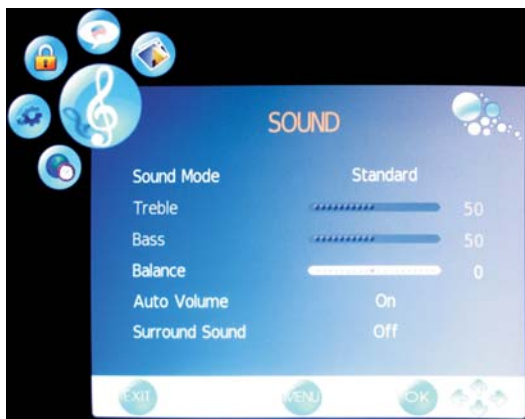 SOUND
Sound Mode Standard
Treble 50
Bass 50
Balance 0
Auto Volume On
Surround Sound Off
EXIT MENU OK